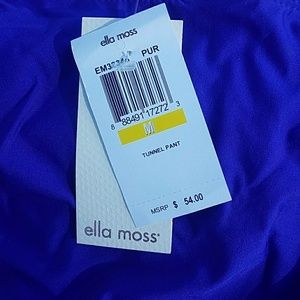 ella moss
PUR
8 88491 17272 3
M
TUNNEL PANT
MSRP $ 54.00
ella moss®